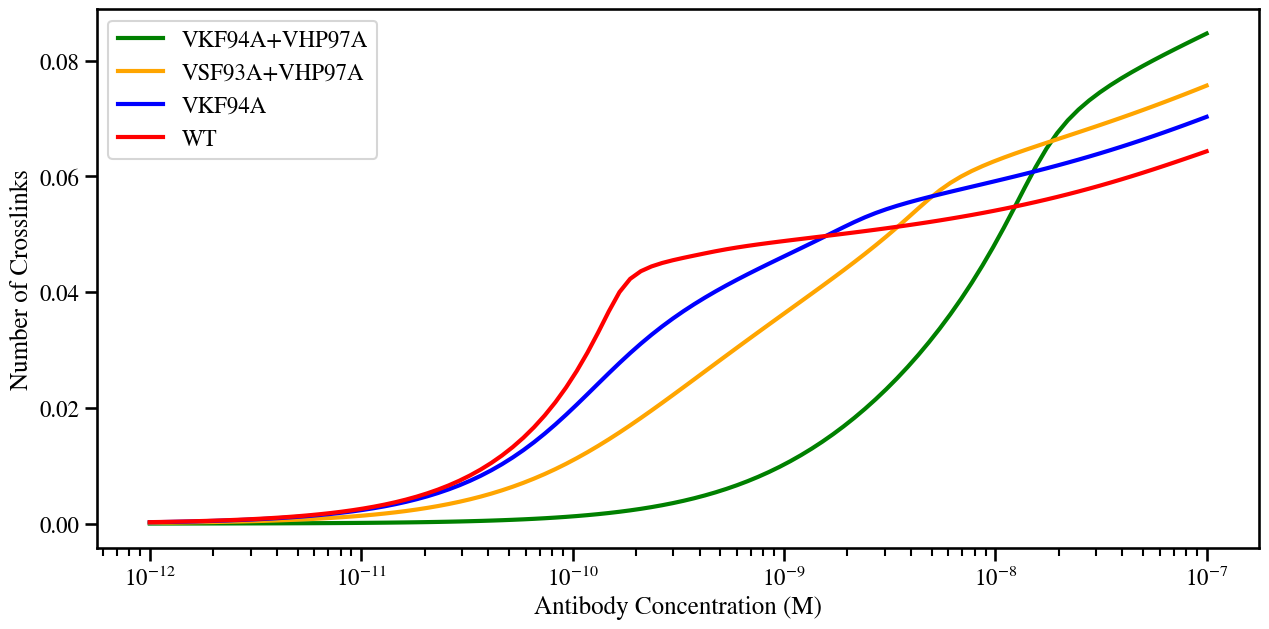 VKF94A+VHP97A
VSF93A+VHP97A
VKF94A
WT
Number of Crosslinks
0.08
0.06
0.04
0.02
0.00
10⁻¹² 10⁻¹¹ 10⁻¹⁰ 10⁻⁹ 10⁻⁸ 10⁻⁷
Antibody Concentration (M)